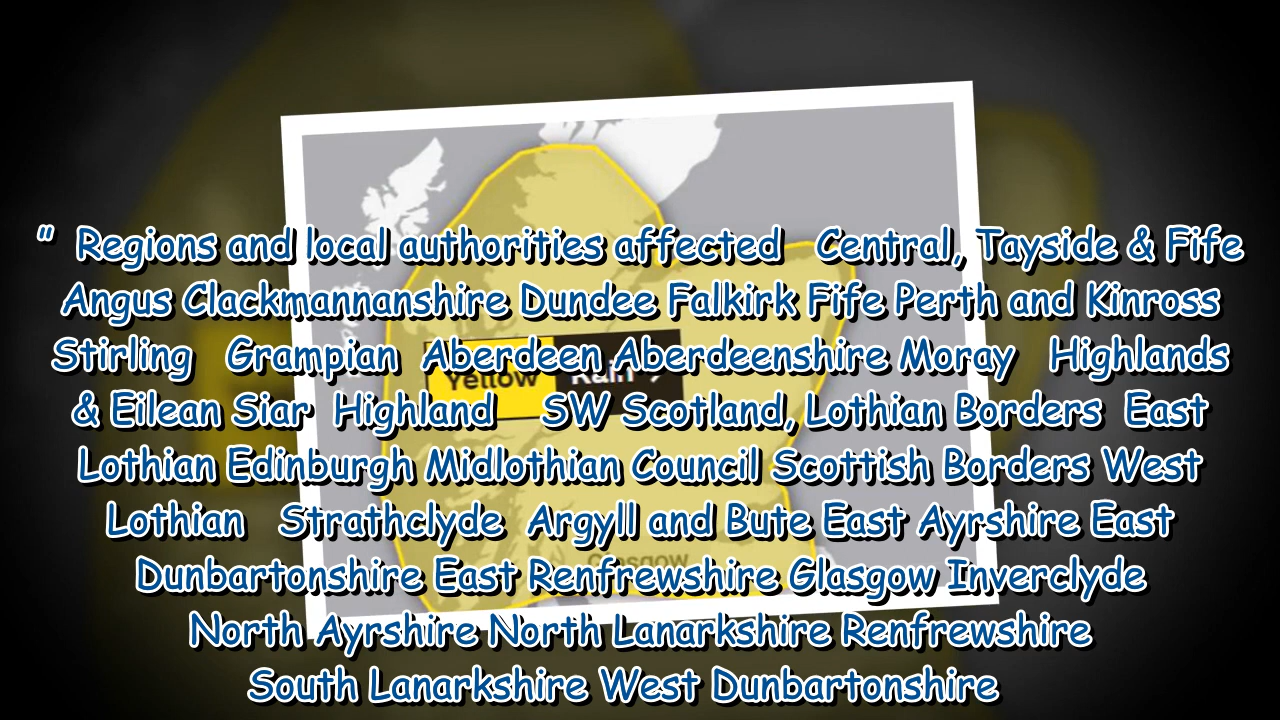 ” Regions and local authorities affected Central, Tayside & Fife
Angus Clackmannanshire Dundee Falkirk Fife Perth and Kinross
Stirling Grampian Aberdeen Aberdeenshire Moray Highlands
Yellow Rain
& Eilean Siar Highland SW Scotland, Lothian Borders East
Lothian Edinburgh Midlothian Council Scottish Borders West
Lothian Strathclyde Argyll and Bute East Ayrshire East
Glasgow
Dunbartonshire East Renfrewshire Glasgow Inverclyde
North Ayrshire North Lanarkshire Renfrewshire
South Lanarkshire West Dunbartonshire